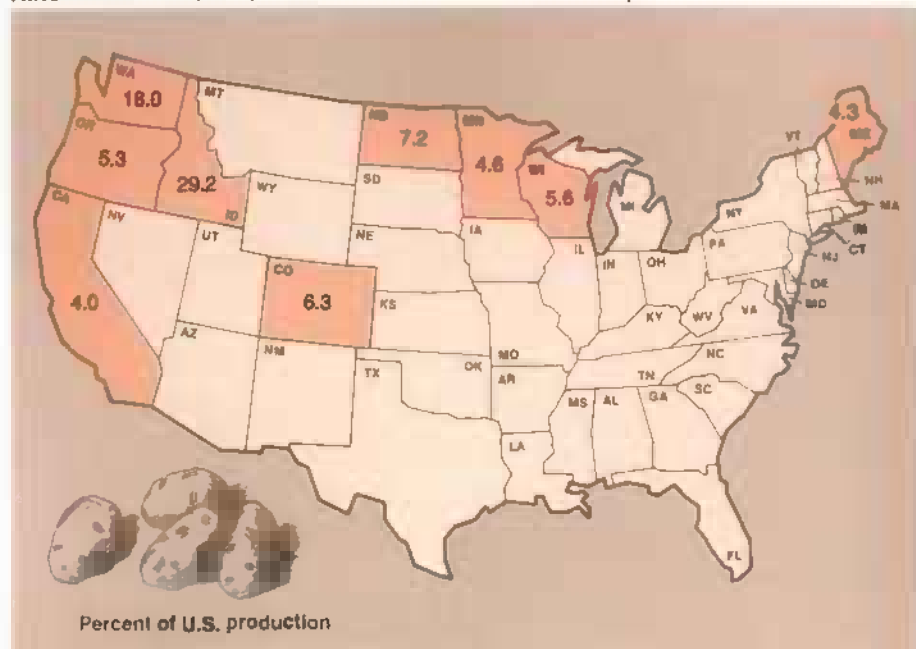 WA
18.0
MT
OR
5.3
29.2
ID
ND
7.2
MN
4.6
WI
5.6
4.3
ME
VT
NH
MA
RI
CT
NJ
DE
MD
NY
PA
SD
WY
NE
IA
IL
MI
IN
OH
CA
NV
UT
CO
6.3
KS
4.0
AZ
NM
TX
OK
MO
AR
KY
WV
VA
TN
NC
SC
MS
AL
GA
LA
FL
Percent of U.S. production